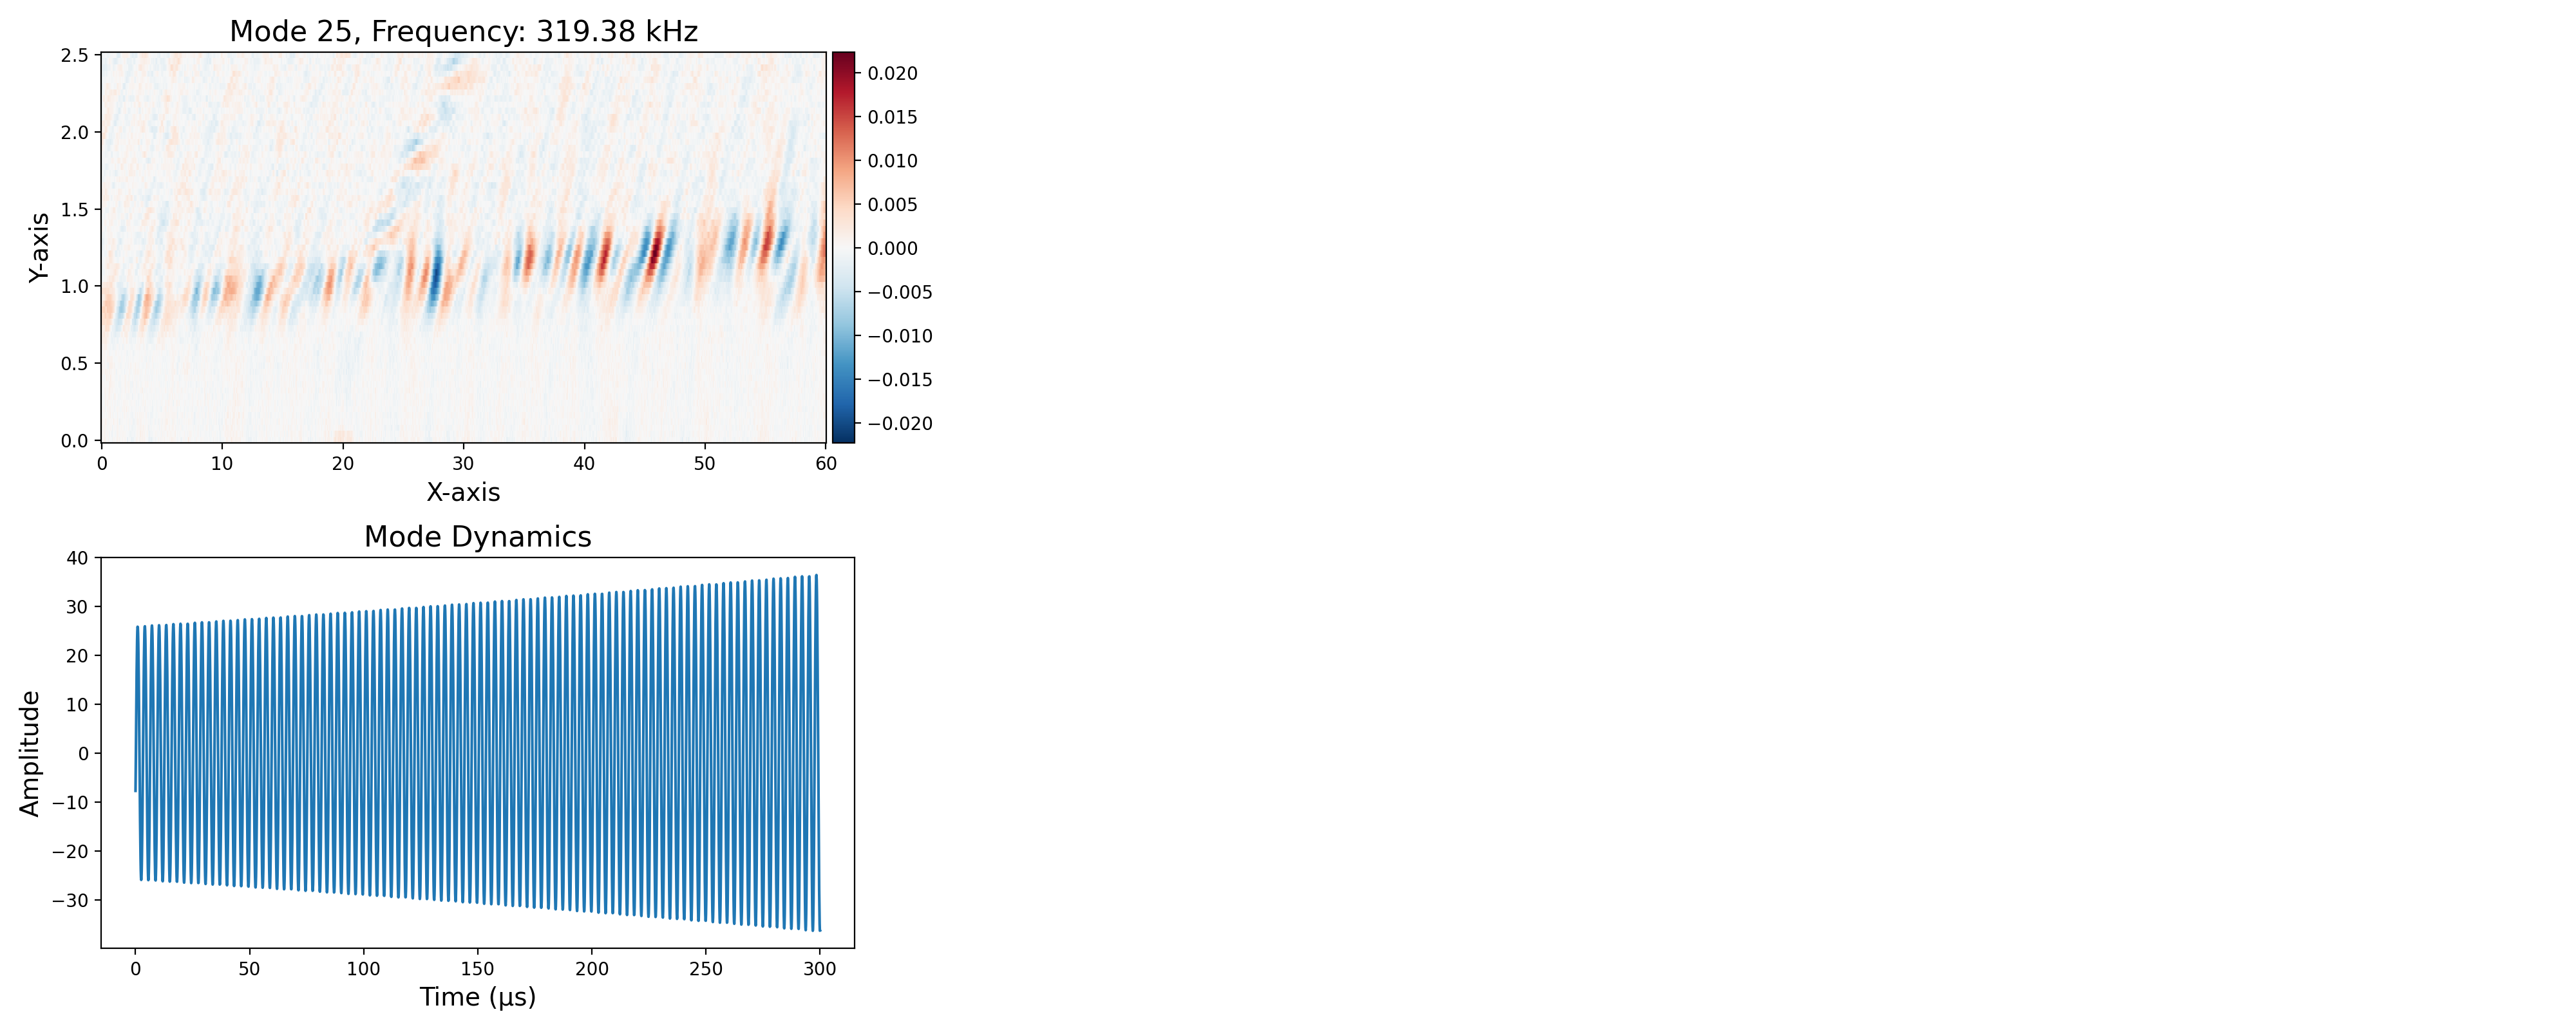 Mode 25, Frequency: 319.38 kHz
2.5
2.0
1.5
1.0
0.5
0.0
Y-axis
0 10 20 30 40 50 60
X-axis
0.020
0.015
0.010
0.005
0.000
−0.005
−0.010
−0.015
−0.020
Mode Dynamics
40
30
20
10
0
−10
−20
−30
Amplitude
0 50 100 150 200 250 300
Time (μs)